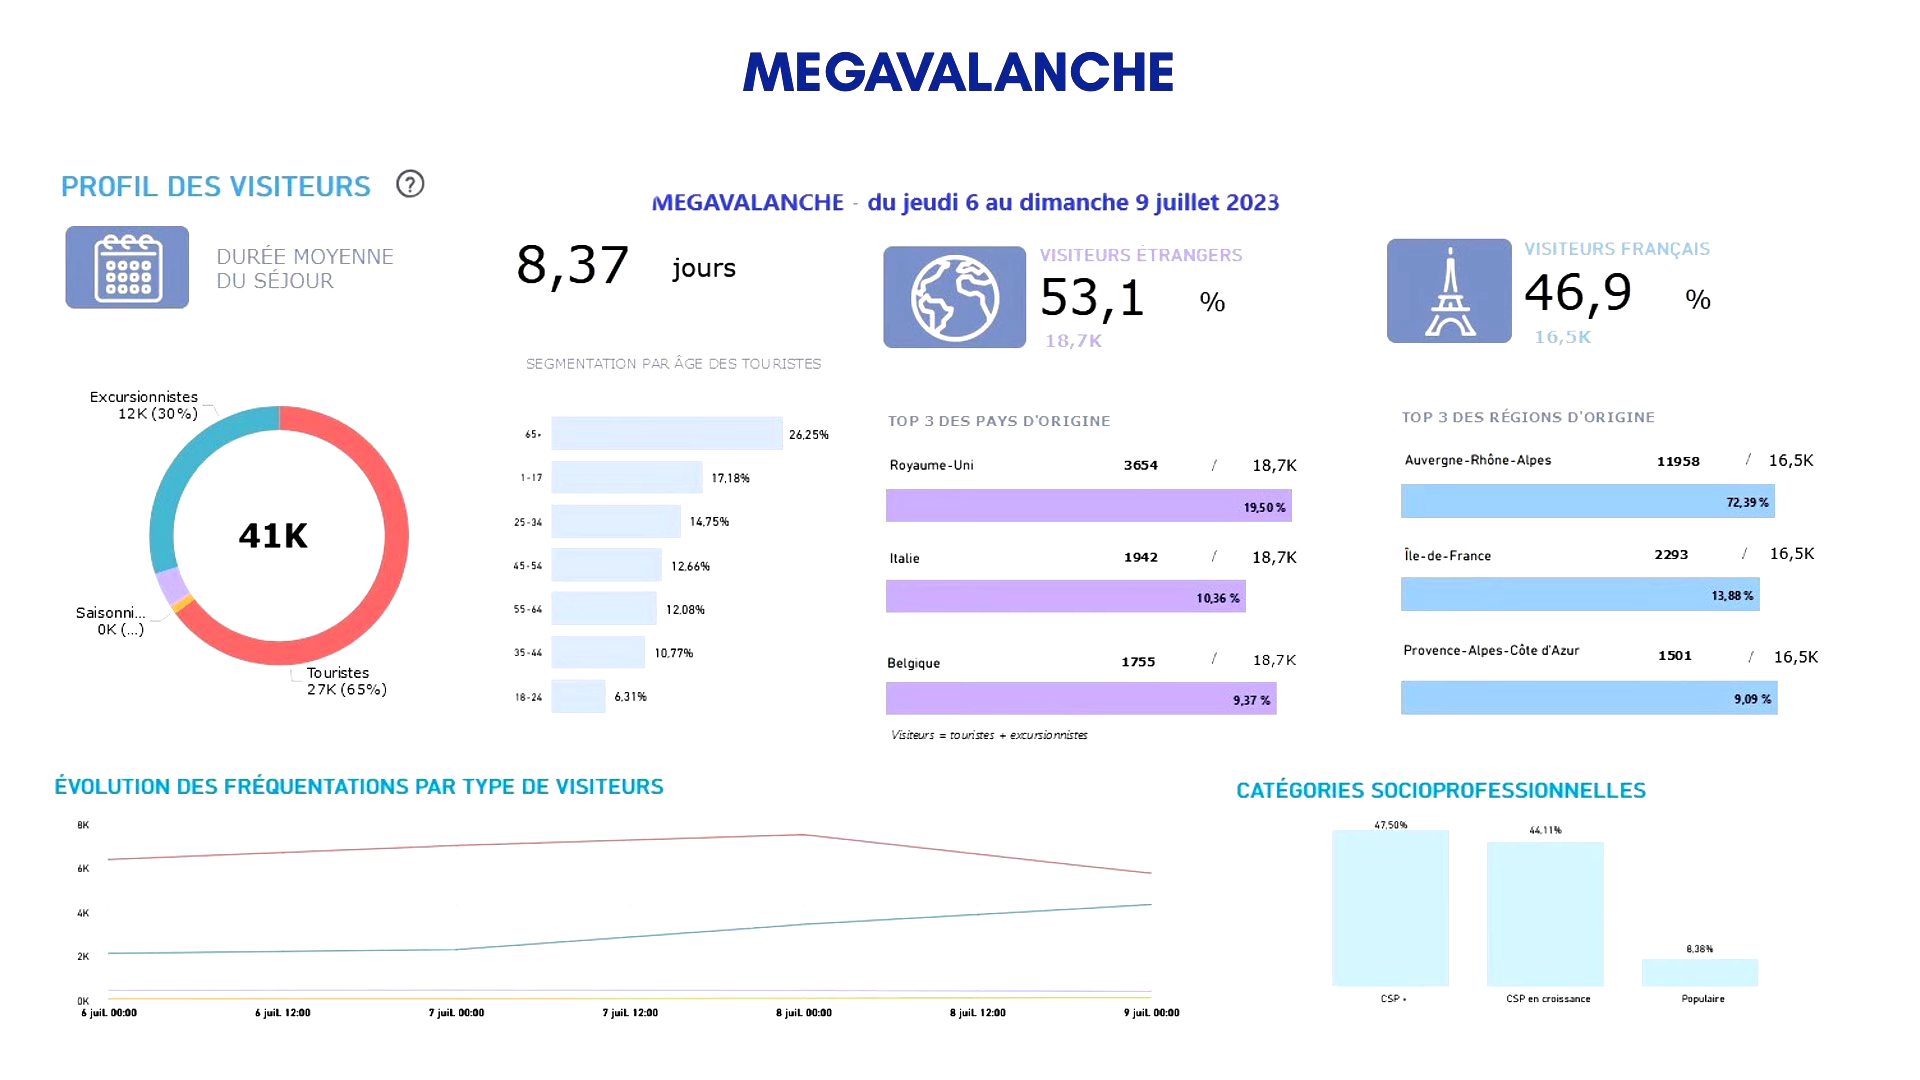 MEGAVALANCHE
PROFIL DES VISITEURS ?
MEGAVALANCHE - du jeudi 6 au dimanche 9 juillet 2023
DURÉE MOYENNE
DU SÉJOUR
8,37 jours
VISITEURS ÉTRANGERS
53,1 %
18,7K
VISITEURS FRANÇAIS
46,9 %
16,5K
Excursionnistes
12K (30%)
41K
Saisonni...
0K (...)
Touristes
27K (65%)
SEGMENTATION PAR ÂGE DES TOURISTES
65+ 26,25%
1-17 17,18%
25-34 14,75%
45-54 12,66%
55-64 12,08%
35-44 10,77%
18-24 6,31%
TOP 3 DES PAYS D'ORIGINE
Royaume-Uni 3654 / 18,7K
19,50 %
Italie 1942 / 18,7K
10,36 %
Belgique 1755 / 18,7K
9,37 %
Visiteurs = touristes + excursionnistes
TOP 3 DES RÉGIONS D'ORIGINE
Auvergne-Rhône-Alpes 11958 / 16,5K
72,39 %
Île-de-France 2293 / 16,5K
13,88 %
Provence-Alpes-Côte d'Azur 1501 / 16,5K
9,09 %
ÉVOLUTION DES FRÉQUENTATIONS PAR TYPE DE VISITEURS
8K
6K
4K
2K
0K
6 juil. 00:00 6 juil. 12:00 7 juil. 00:00 7 juil. 12:00 8 juil. 00:00 8 juil. 12:00 9 juil. 00:00
CATÉGORIES SOCIOPROFESSIONNELLES
47,50% 44,11% 8,38%
CSP + CSP en croissance Populaire